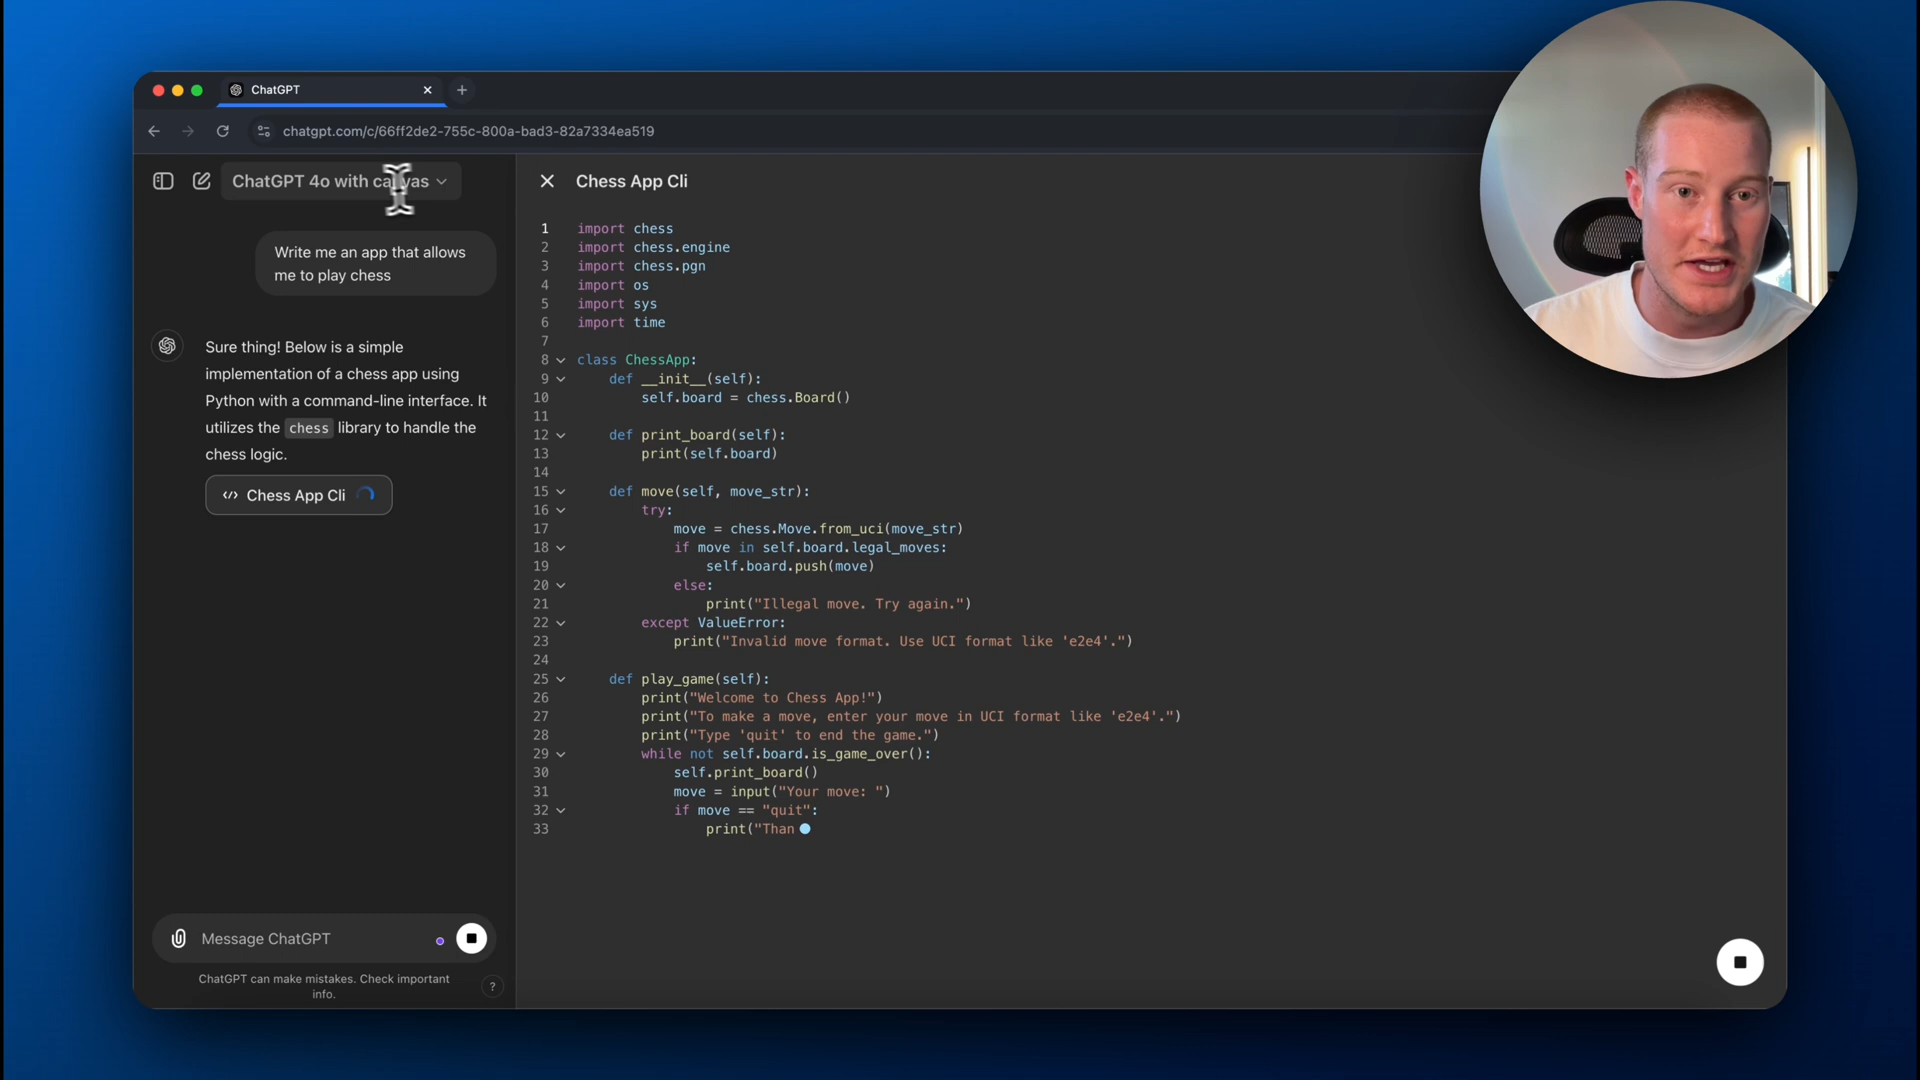 ChatGPT
chatgpt.com/c/66ff2de2-755c-800a-bad3-82a7334ea519
ChatGPT 4o with canvas
Write me an app that allows
me to play chess
Sure thing! Below is a simple
implementation of a chess app using
Python with a command-line interface. It
utilizes the chess library to handle the
chess logic.
Chess App Cli
Message ChatGPT
ChatGPT can make mistakes. Check important
info.
?
Chess App Cli
1 import chess
2 import chess.engine
3 import chess.pgn
4 import os
5 import sys
6 import time
7
8 class ChessApp:
9 def __init__(self):
10 self.board = chess.Board()
11
12 def print_board(self):
13 print(self.board)
14
15 def move(self, move_str):
16 try:
17 move = chess.Move.from_uci(move_str)
18 if move in self.board.legal_moves:
19 self.board.push(move)
20 else:
21 print("Illegal move. Try again.")
22 except ValueError:
23 print("Invalid move format. Use UCI format like 'e2e4'.")
24
25 def play_game(self):
26 print("Welcome to Chess App!")
27 print("To make a move, enter your move in UCI format like 'e2e4'.")
28 print("Type 'quit' to end the game.")
29 while not self.board.is_game_over():
30 self.print_board()
31 move = input("Your move: ")
32 if move == "quit":
33 print("Than